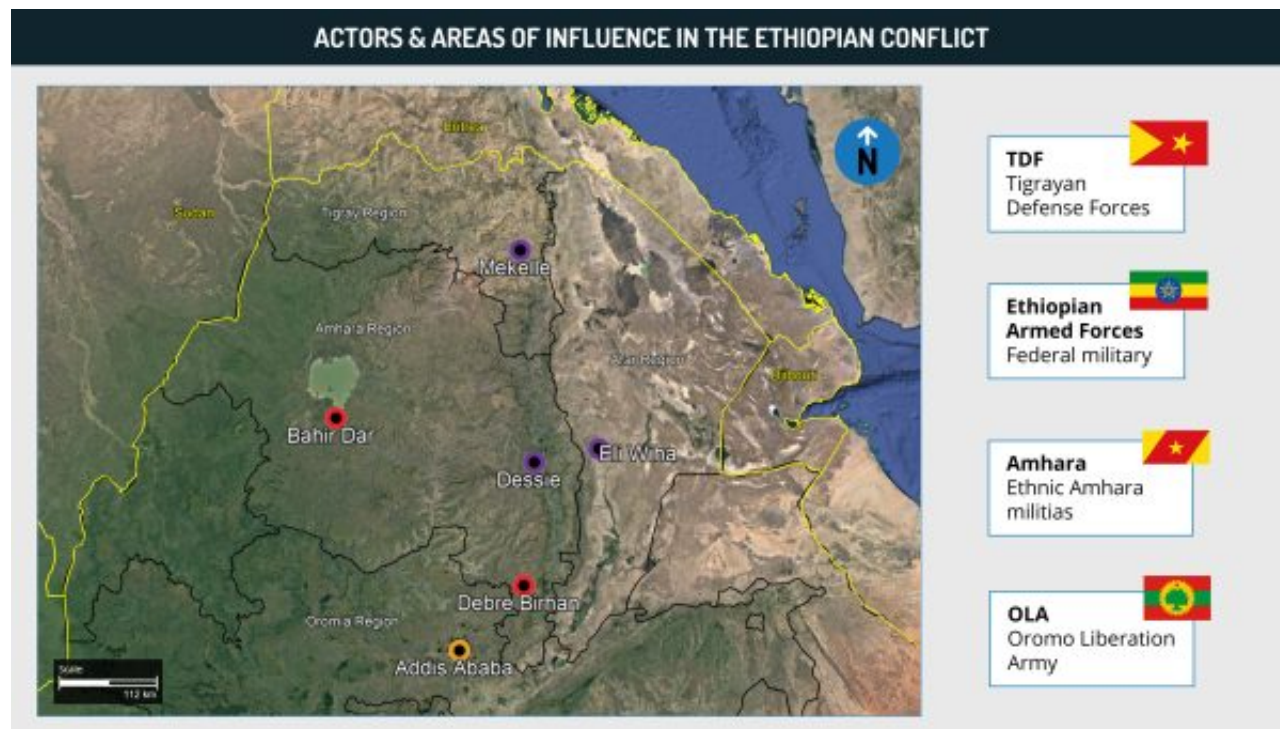 ACTORS & AREAS OF INFLUENCE IN THE ETHIOPIAN CONFLICT
N
Eritrea
Sudan
Tigray Region
Mekelle
Amhara Region
Afar Region
Djibouti
Bahir Dar
Eli Wiha
Dessie
Debre Birhan
Oromia Region
Addis Ababa
Scale
112 km
TDF
Tigrayan
Defense Forces
Ethiopian
Armed Forces
Federal military
Amhara
Ethnic Amhara
militias
OLA
Oromo Liberation
Army